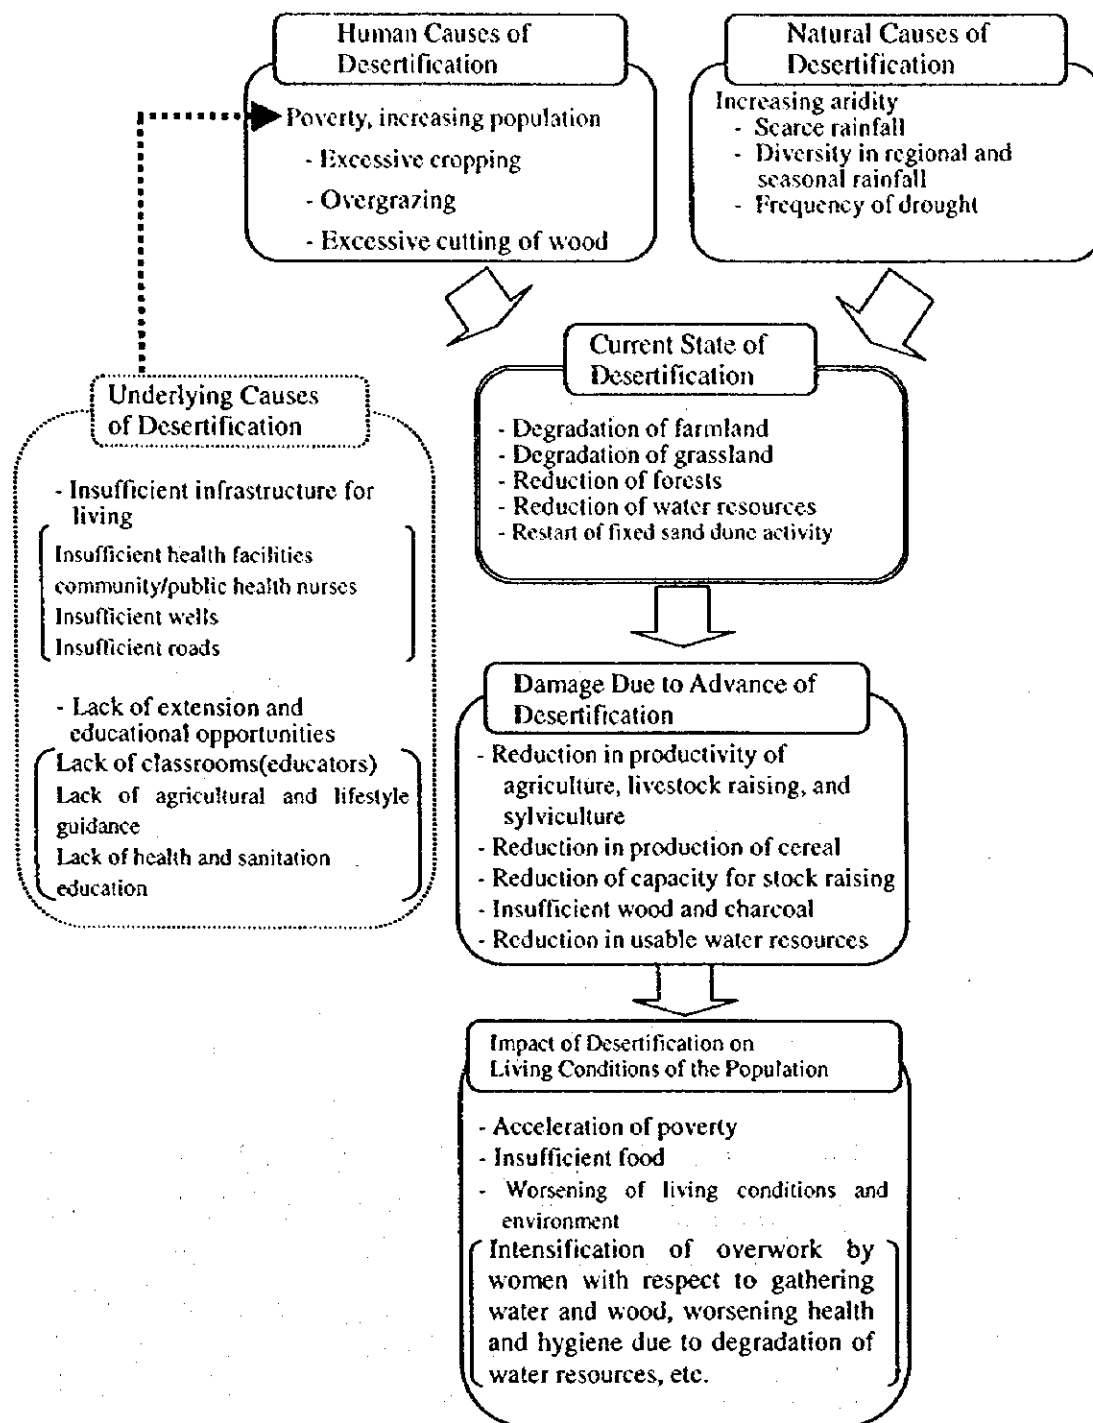 Human Causes of
Desertification
Poverty, increasing population
- Excessive cropping
- Overgrazing
- Excessive cutting of wood
Natural Causes of
Desertification
Increasing aridity
- Scarce rainfall
- Diversity in regional and
seasonal rainfall
- Frequency of drought
Current State of
Desertification
- Degradation of farmland
- Degradation of grassland
- Reduction of forests
- Reduction of water resources
- Restart of fixed sand dune activity
Underlying Causes
of Desertification
- Insufficient infrastructure for
living
Insufficient health facilities
community/public health nurses
Insufficient wells
Insufficient roads
- Lack of extension and
educational opportunities
Lack of classrooms(educators)
Lack of agricultural and lifestyle
guidance
Lack of health and sanitation
education
Damage Due to Advance of
Desertification
- Reduction in productivity of
agriculture, livestock raising, and
sylviculture
- Reduction in production of cereal
- Reduction of capacity for stock raising
- Insufficient wood and charcoal
- Reduction in usable water resources
Impact of Desertification on
Living Conditions of the Population
- Acceleration of poverty
- Insufficient food
- Worsening of living conditions and
environment
Intensification of overwork by
women with respect to gathering
water and wood, worsening health
and hygiene due to degradation of
water resources, etc.